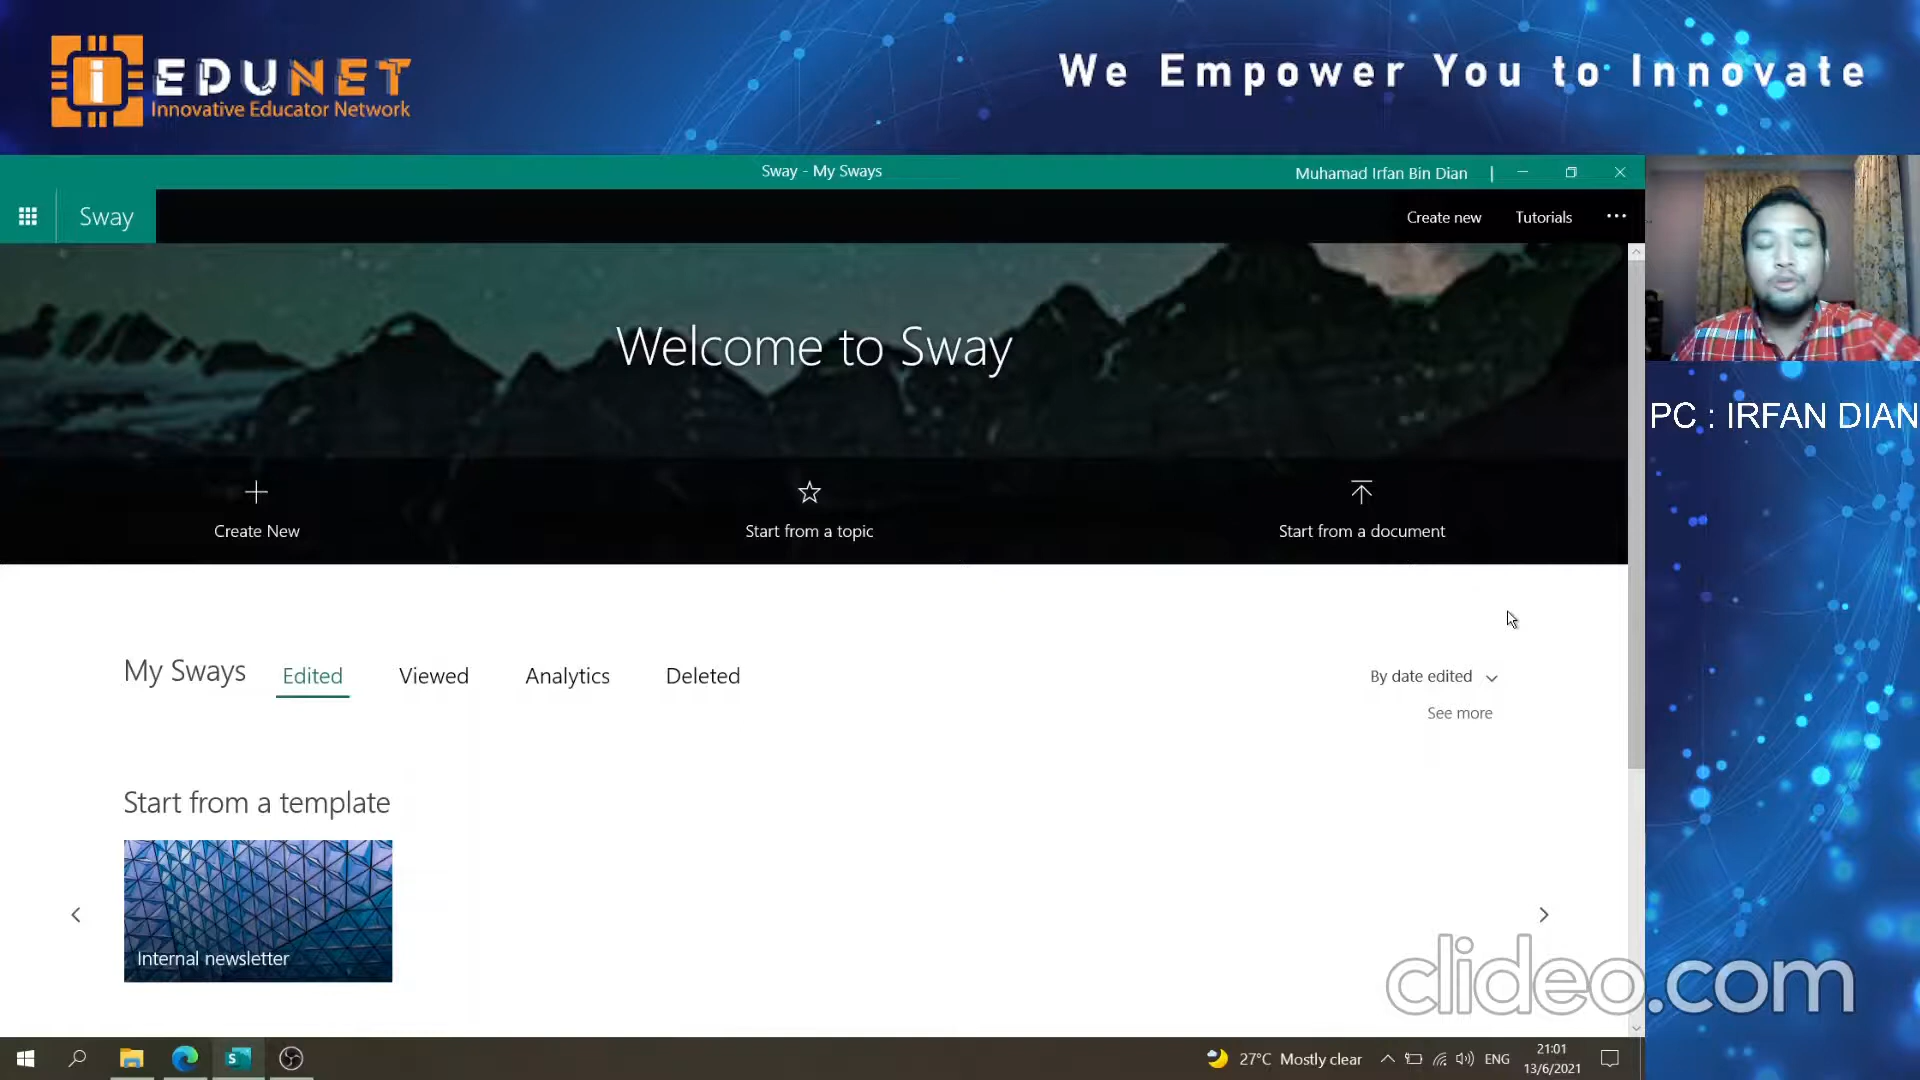 i EDUNET
Innovative Educator Network
We Empower You to Innovate
Sway - My Sways
Muhamad Irfan Bin Dian
Sway
Create new
Tutorials
Welcome to Sway
Create New
Start from a topic
Start from a document
PC : IRFAN DIAN
My Sways
Edited
Viewed
Analytics
Deleted
By date edited
See more
Start from a template
Internal newsletter
clideo.com
S
27°C Mostly clear
ENG
21:01
13/6/2021